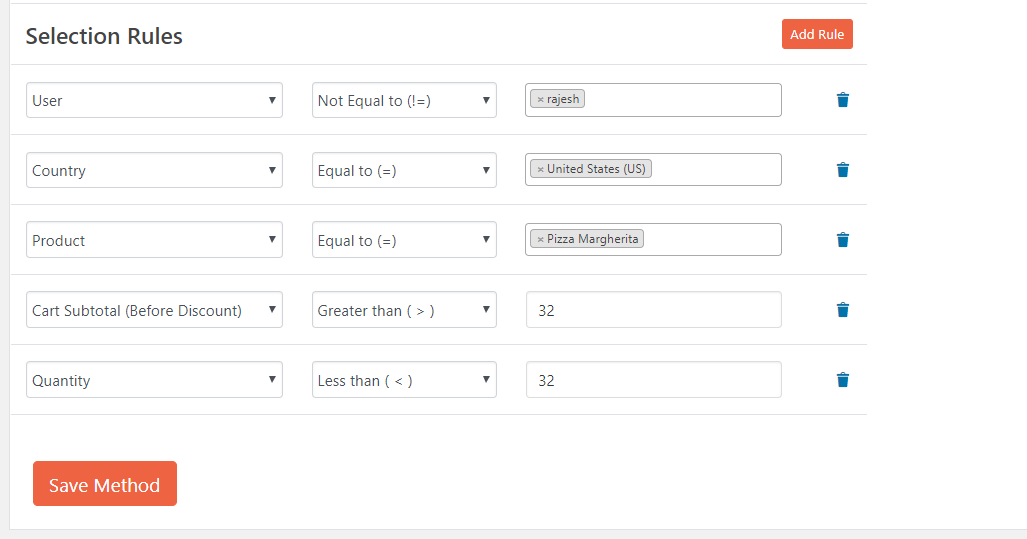 Selection Rules
Add Rule
User Not Equal to (!=) × rajesh
Country Equal to (=) × United States (US)
Product Equal to (=) × Pizza Margherita
Cart Subtotal (Before Discount) Greater than ( > ) 32
Quantity Less than ( < ) 32
Save Method